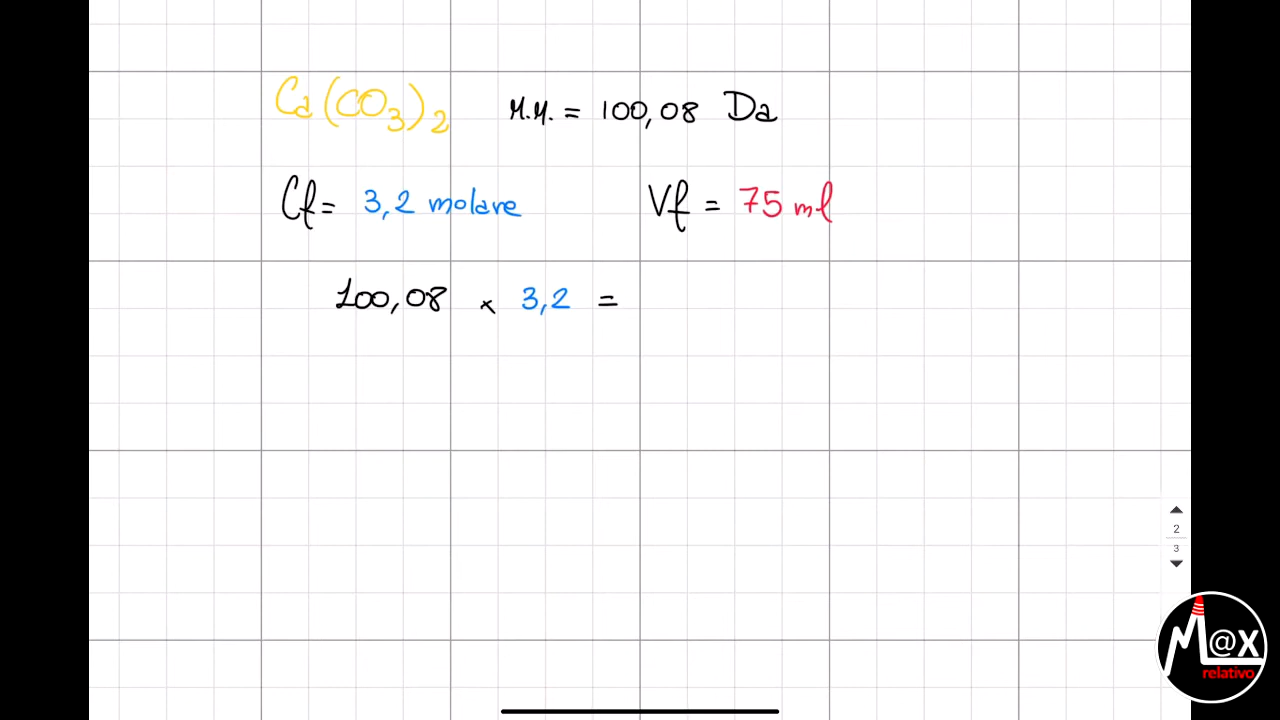 Ca(CO3)2 M.M. = 100,08 Da
Cf = 3,2 molare Vf = 75 ml
100,08 x 3,2 =
2
3
M@x
relativo